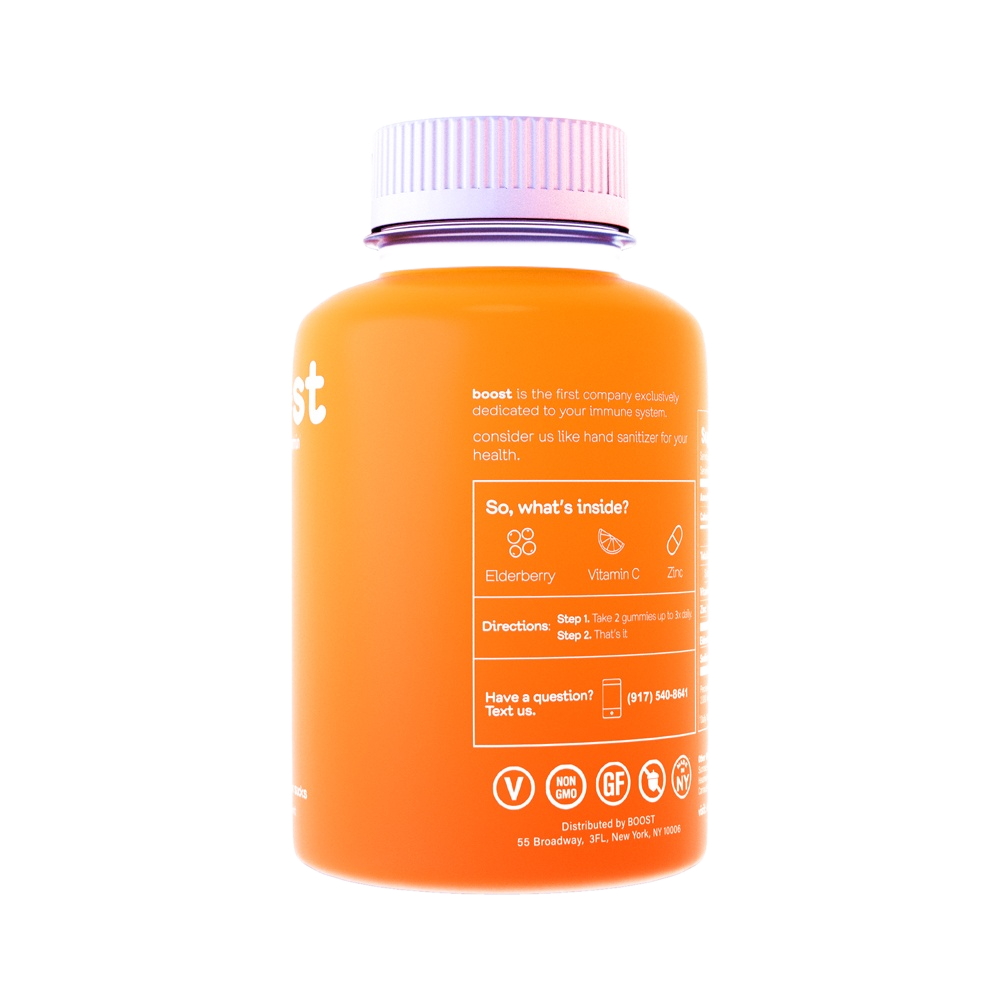 st
boost is the first company exclusively
dedicated to your immune system.
consider us like hand sanitizer for your
health.
So, what's inside?
Elderberry Vitamin C Zinc
Directions: Step 1. Take 2 gummies up to 3x daily
Step 2. That's it
Have a question? (917) 540-8641
Text us.
V NON GMO GF MADE IN NY
Distributed by BOOST
55 Broadway, 3FL, New York, NY 10006